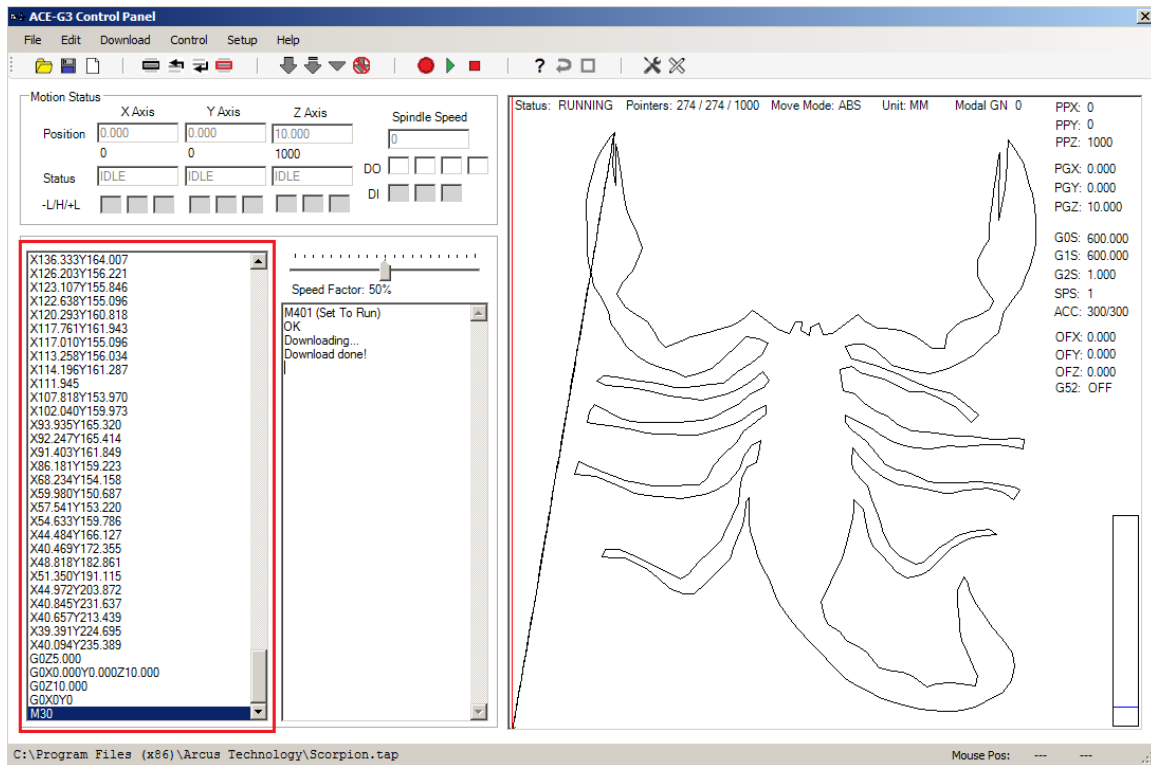 ACE-G3 Control Panel
File Edit Download Control Setup Help
Motion Status
X Axis Y Axis Z Axis Spindle Speed
Position 0.000 0.000 10.000 0
0 0 1000
DO
Status IDLE IDLE IDLE
DI
-L/H/+L
X136.333Y164.007
X126.203Y156.221
X123.107Y155.846
X122.638Y155.096
X120.293Y160.818
X117.761Y161.943
X117.010Y155.096
X113.258Y156.034
X114.196Y161.287
X111.945
X107.818Y153.970
X102.040Y159.973
X93.935Y165.320
X92.247Y165.414
X91.403Y161.849
X86.181Y159.223
X68.234Y154.158
X59.980Y150.687
X57.541Y153.220
X54.633Y159.786
X44.484Y166.127
X40.469Y172.355
X48.818Y182.861
X51.350Y191.115
X44.972Y203.872
X40.845Y231.637
X40.657Y213.439
X39.391Y224.695
X40.094Y235.389
G0Z5.000
G0X0.000Y0.000Z10.000
G0Z10.000
G0X0Y0
M30
Speed Factor: 50%
M401 (Set To Run)
OK
Downloading...
Download done!
Status: RUNNING Pointers: 274 / 274 / 1000 Move Mode: ABS Unit: MM Modal GN 0
PPX: 0
PPY: 0
PPZ: 1000
PGX: 0.000
PGY: 0.000
PGZ: 10.000
G0S: 600.000
G1S: 600.000
G2S: 1.000
SPS: 1
ACC: 300/300
OFX: 0.000
OFY: 0.000
OFZ: 0.000
G52: OFF
C:\Program Files (x86)\Arcus Technology\Scorpion.tap
Mouse Pos: --- ---